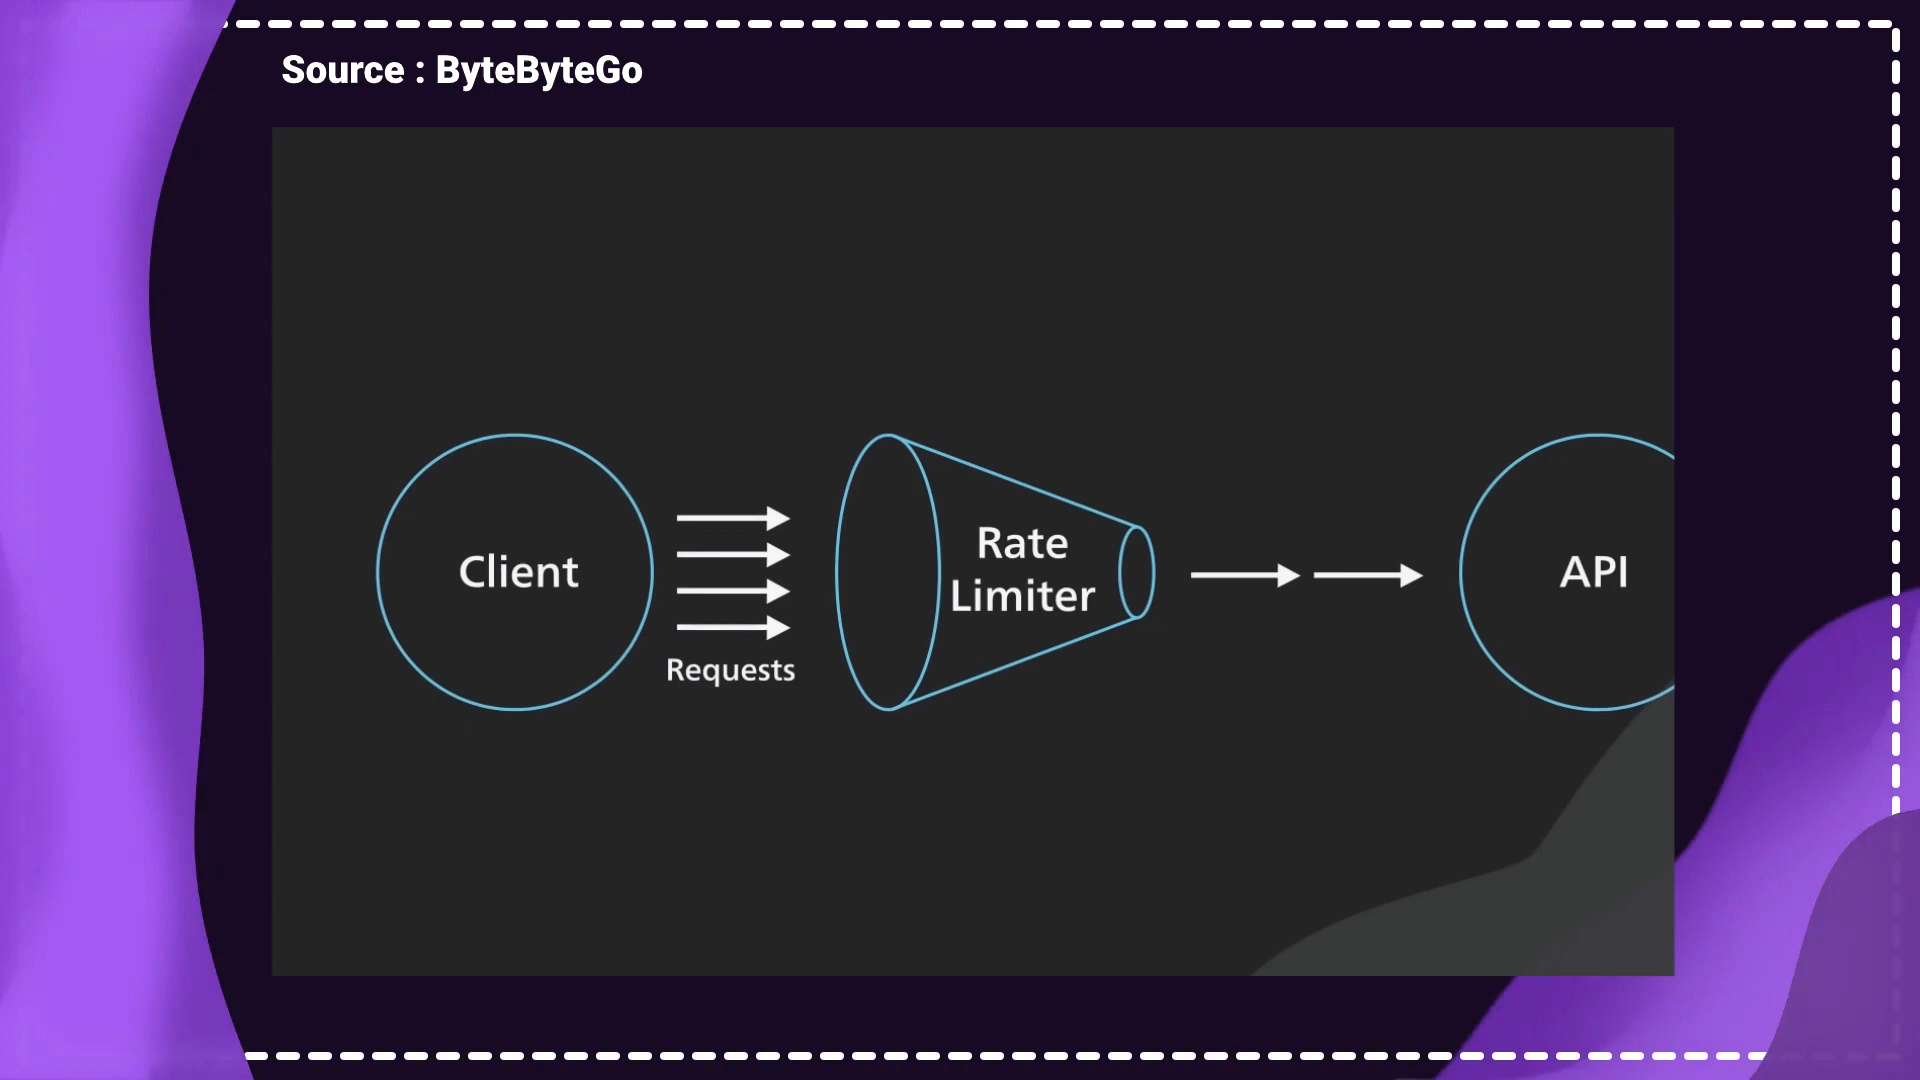 Source : ByteByteGo
Client
Requests
Rate
Limiter
API